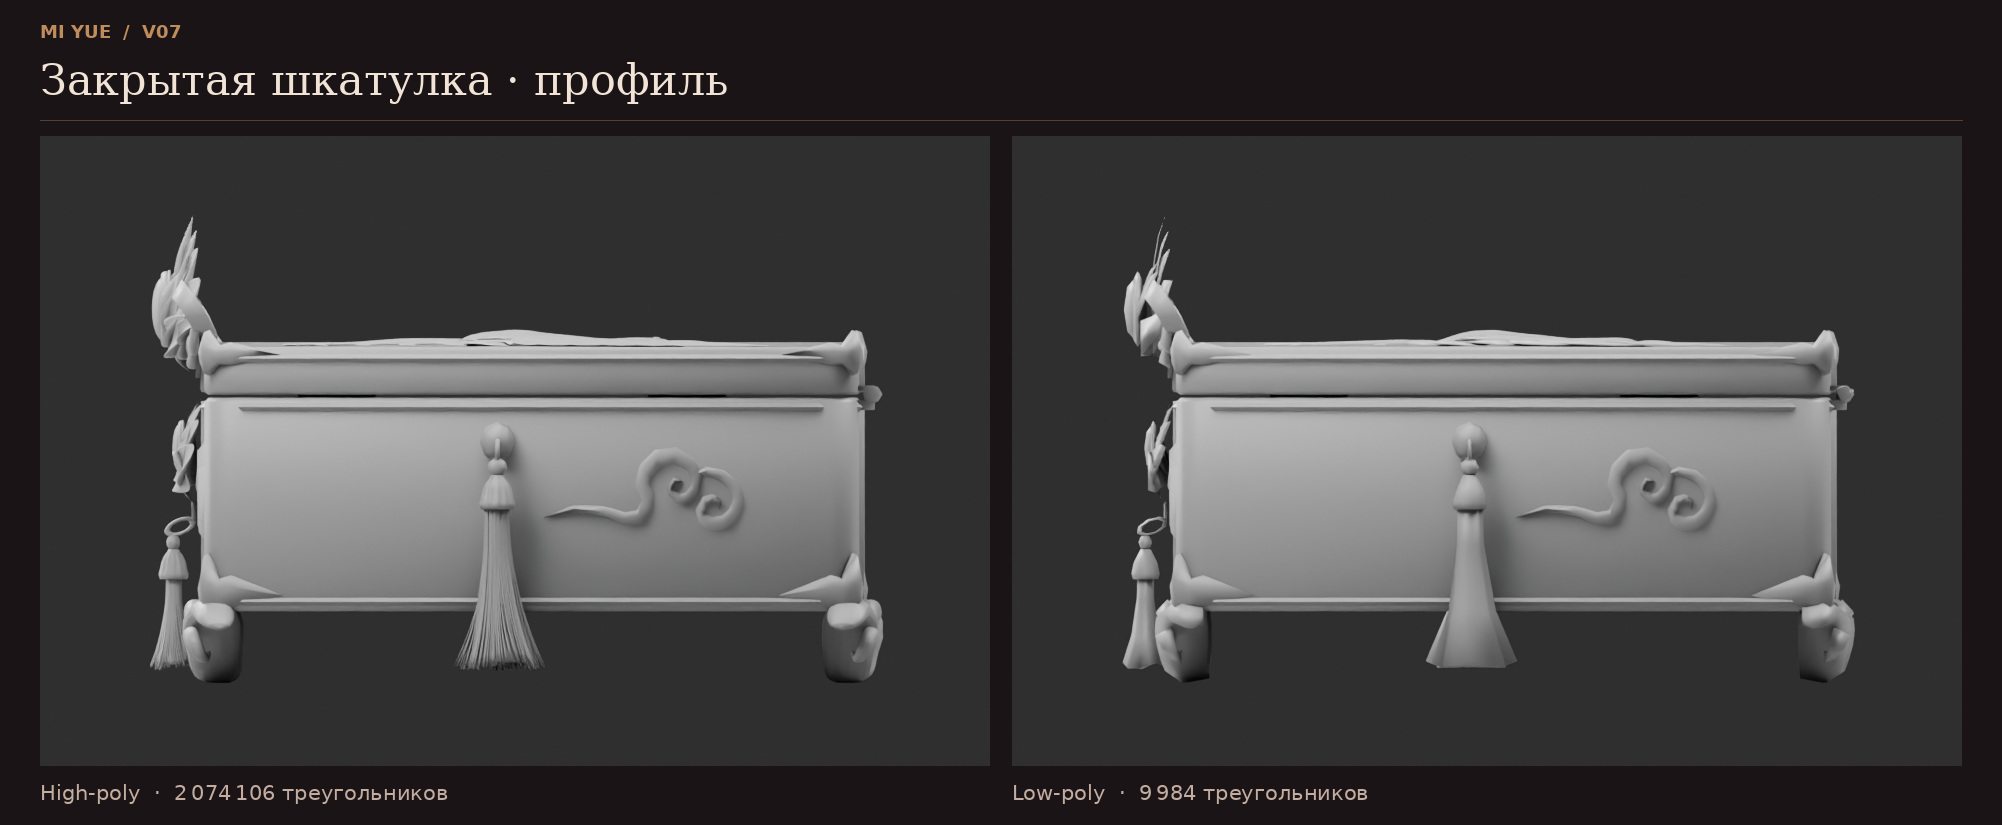 MI YUE / V07
Закрытая шкатулка · профиль
High-poly · 2 074 106 треугольников
Low-poly · 9 984 треугольников